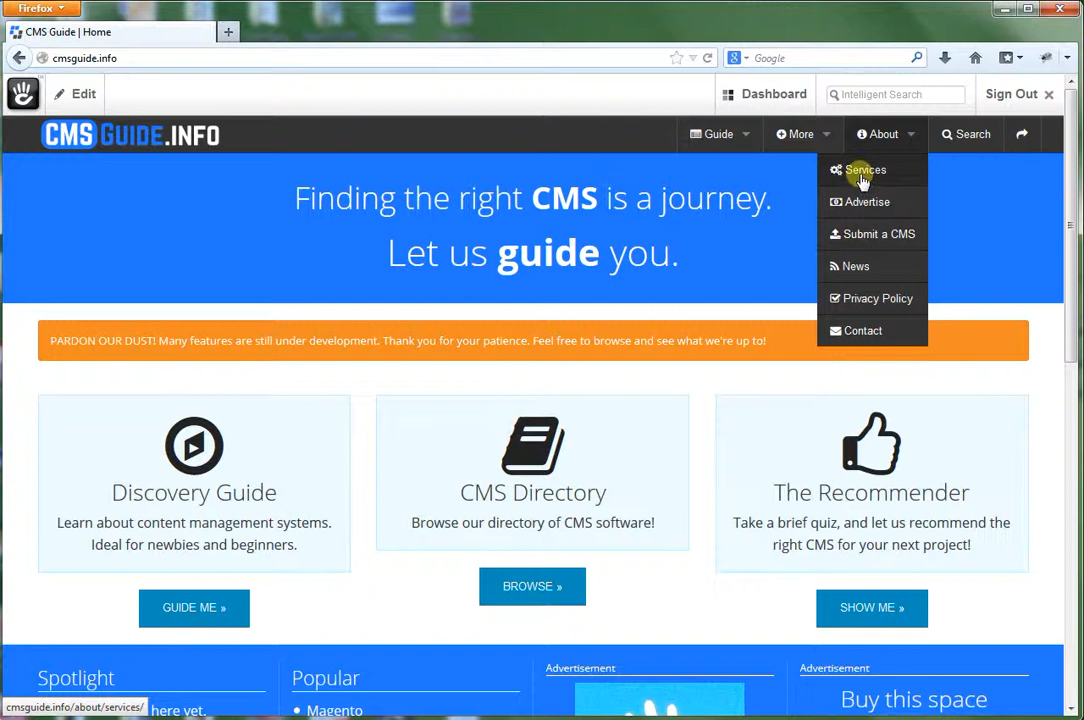 Firefox
CMS Guide | Home
cmsguide.info
Google
Edit
Dashboard
Intelligent Search
Sign Out
CMSGUIDE.INFO
Guide
More
About
Search
Services
Advertise
Submit a CMS
News
Privacy Policy
Contact
Finding the right CMS is a journey.
Let us guide you.
PARDON OUR DUST! Many features are still under development. Thank you for your patience. Feel free to browse and see what we're up to!
Discovery Guide
Learn about content management systems.
Ideal for newbies and beginners.
GUIDE ME »
CMS Directory
Browse our directory of CMS software!
BROWSE »
The Recommender
Take a brief quiz, and let us recommend the
right CMS for your next project!
SHOW ME »
Spotlight
here yet.
Popular
Magento
Advertisement
Advertisement
Buy this space
cmsguide.info/about/services/